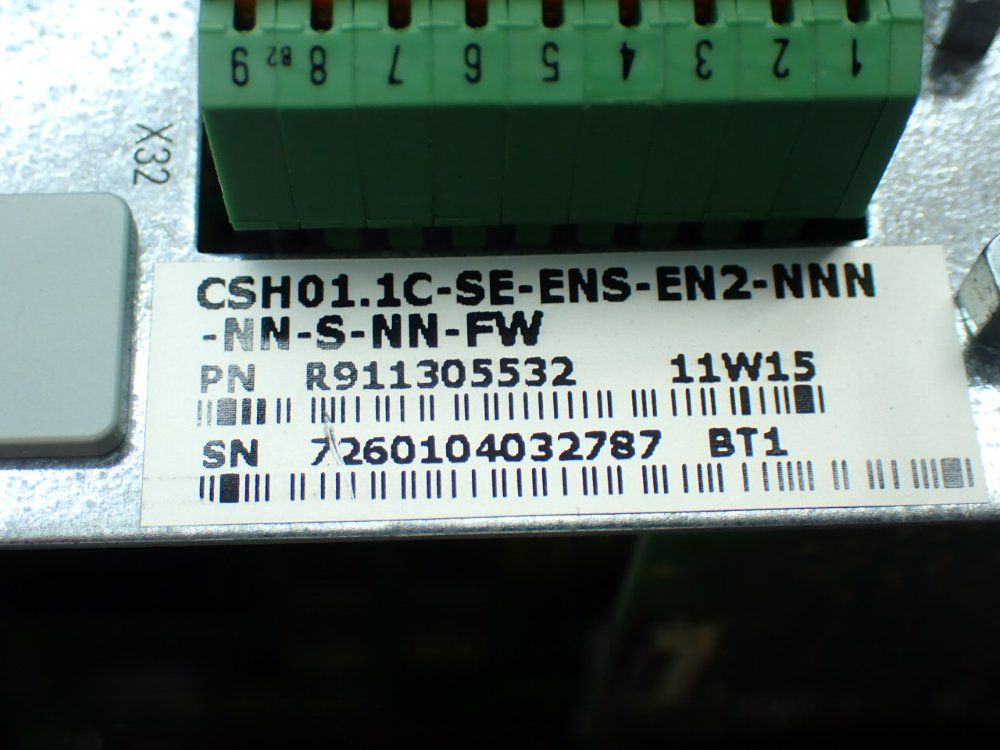 9 B2 8 7 6 5 4 3 2 1
X32
CSH01.1C-SE-ENS-EN2-NNN
-NN-S-NN-FW
PN R911305532 11W15
SN 7260104032787 BT1
7